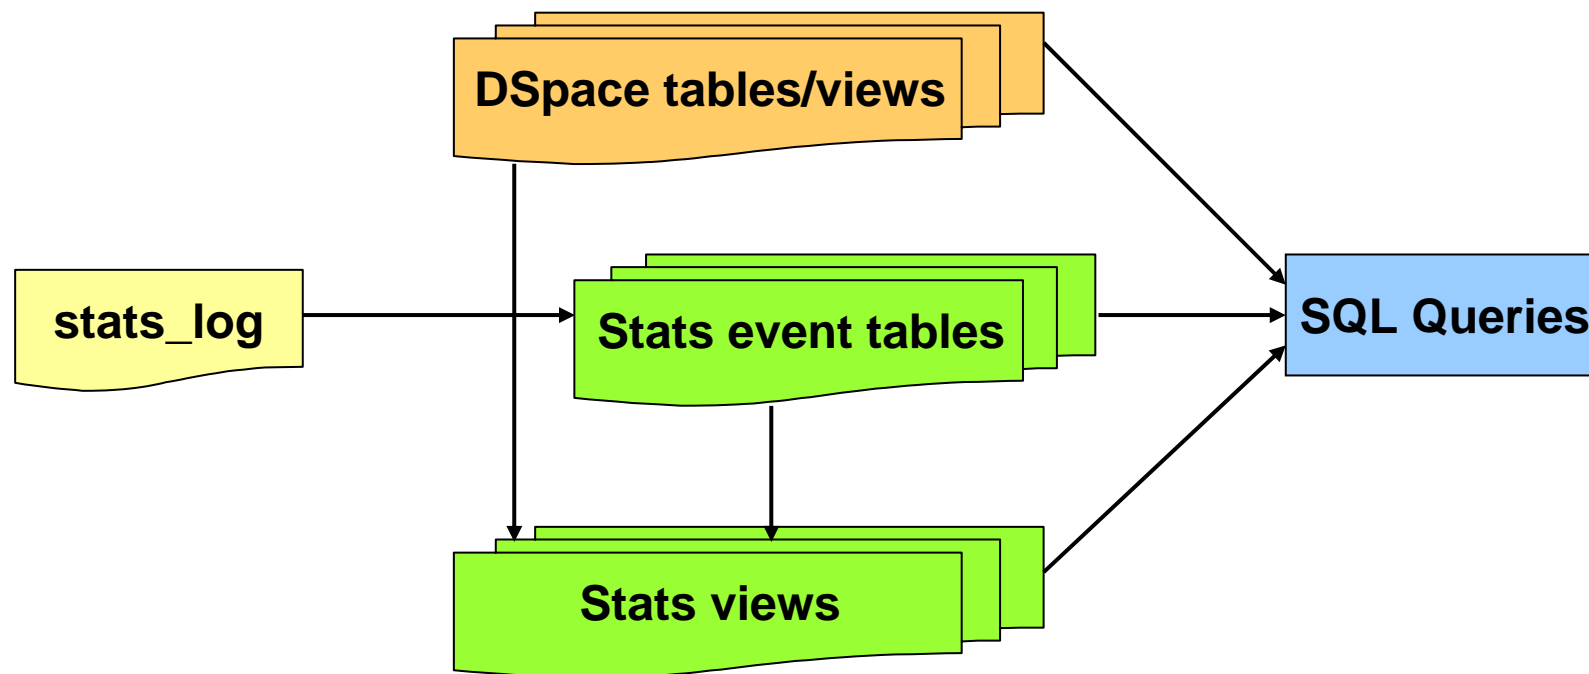 DSpace tables/views
stats_log
Stats event tables
SQL Queries
Stats views